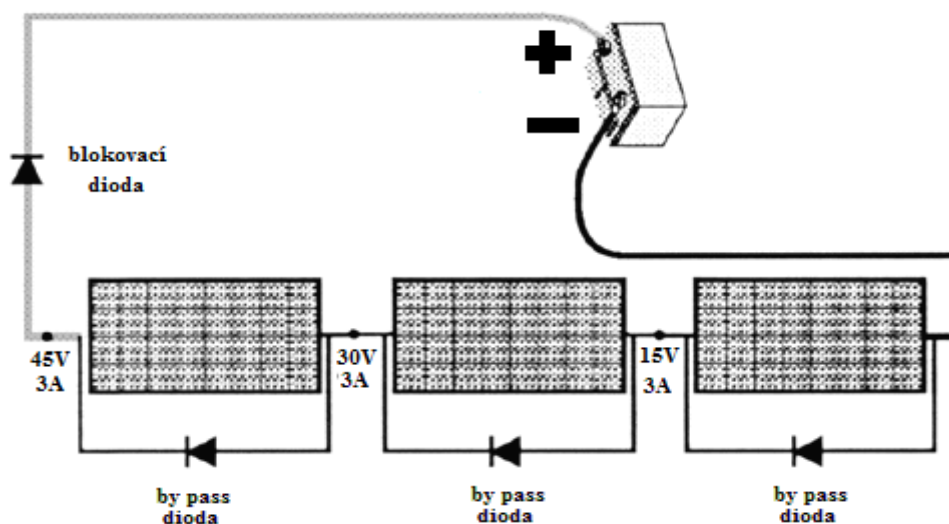 +
−
blokovací
dioda
45V
3A
30V
3A
15V
3A
by pass
dioda
by pass
dioda
by pass
dioda